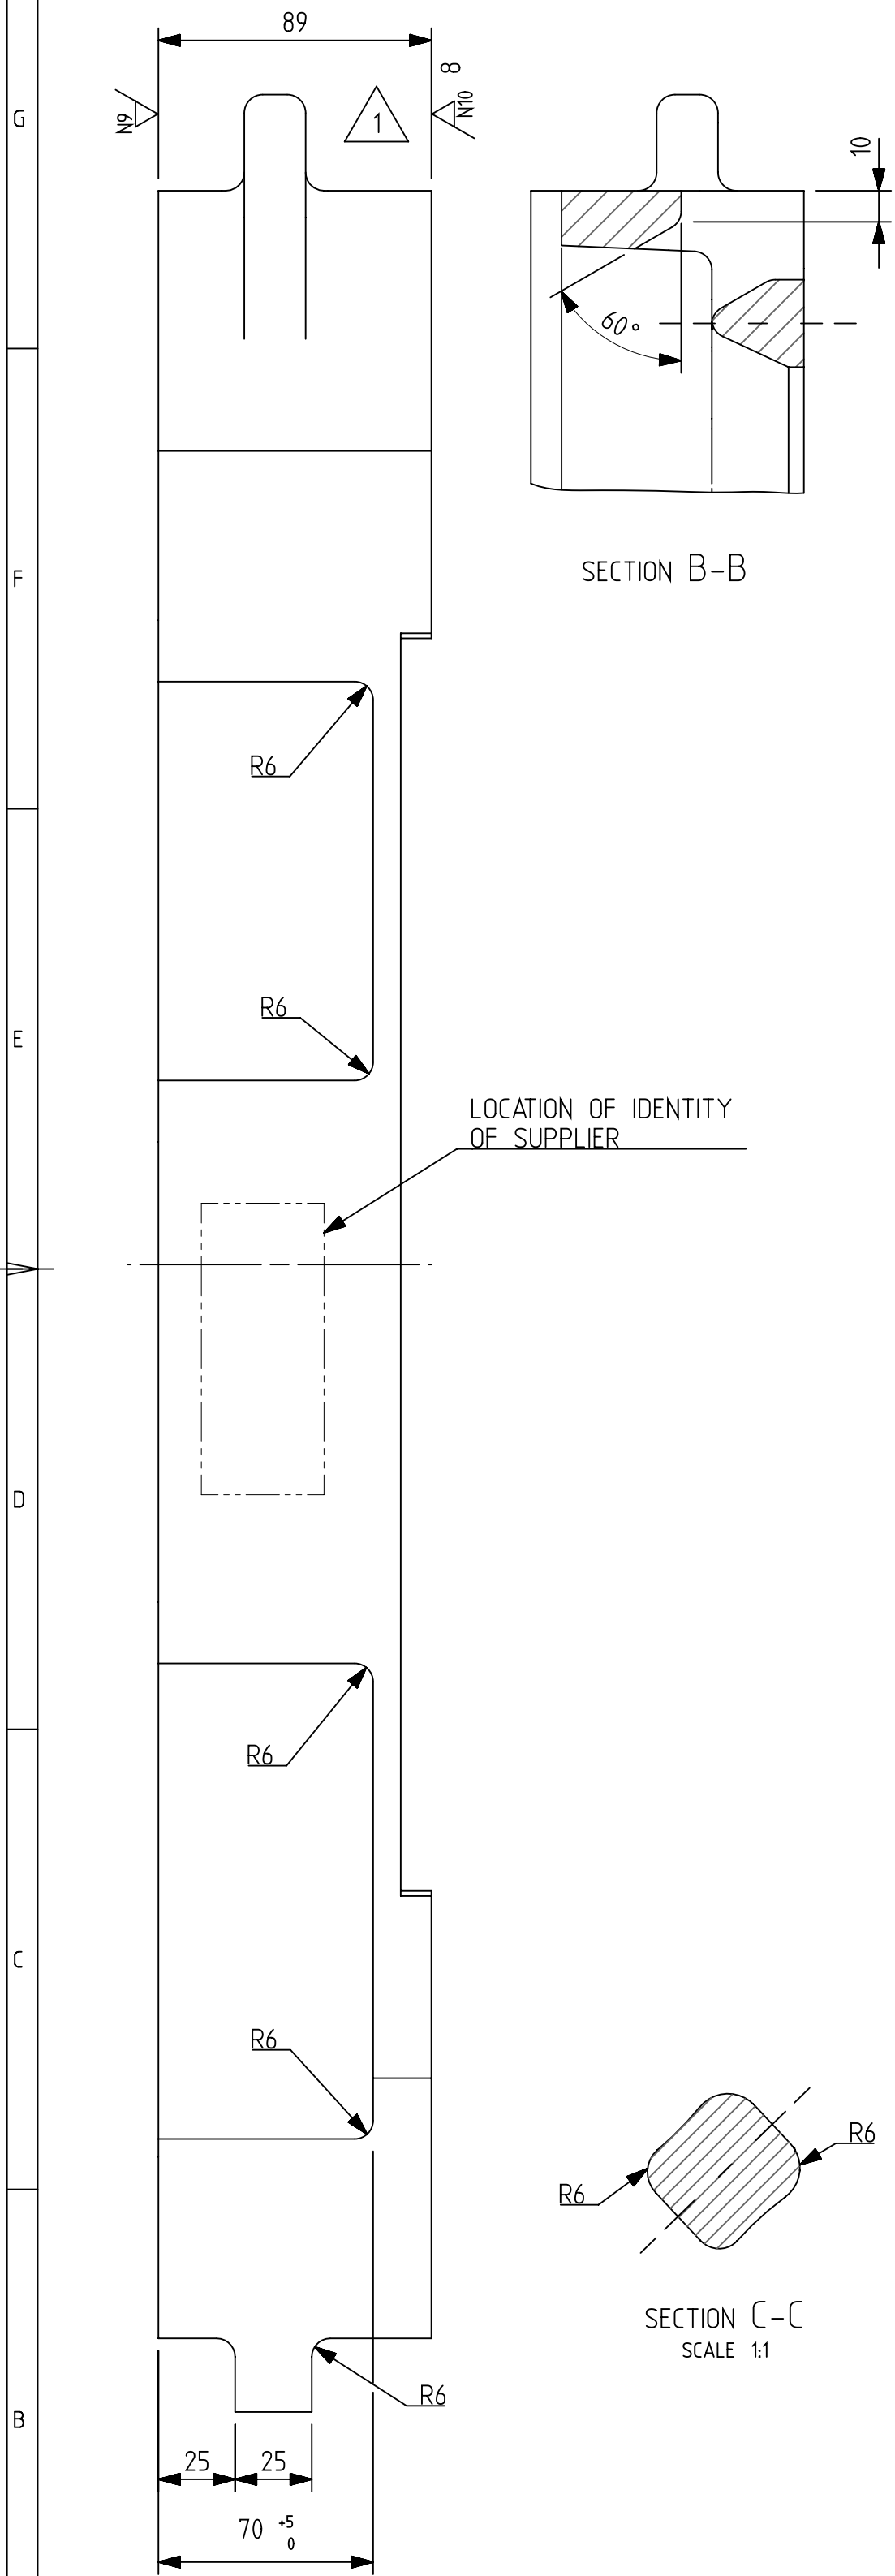 89
8
N9
N10
1
G
10
60°
SECTION B-B
F
R6
R6
E
LOCATION OF IDENTITY
OF SUPPLIER
D
R6
C
R6
R6
R6
SECTION C-C
SCALE 1:1
R6
B
25
25
70 +5
0